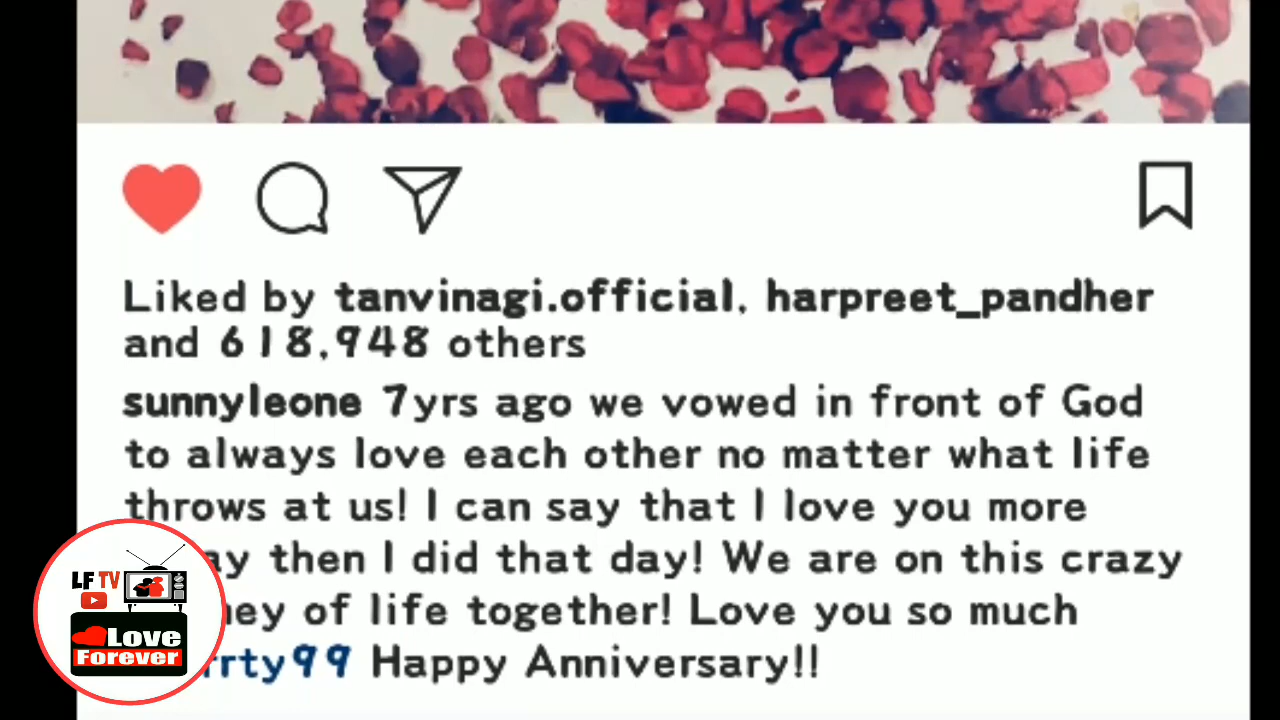 Liked by tanvinagi.official, harpreet_pandher
and 618,948 others
sunnyleone 7yrs ago we vowed in front of God
to always love each other no matter what life
throws at us! I can say that I love you more
then I did that day! We are on this crazy
of life together! Love you so much
Happy Anniversary!!
LF TV
Love
Forever